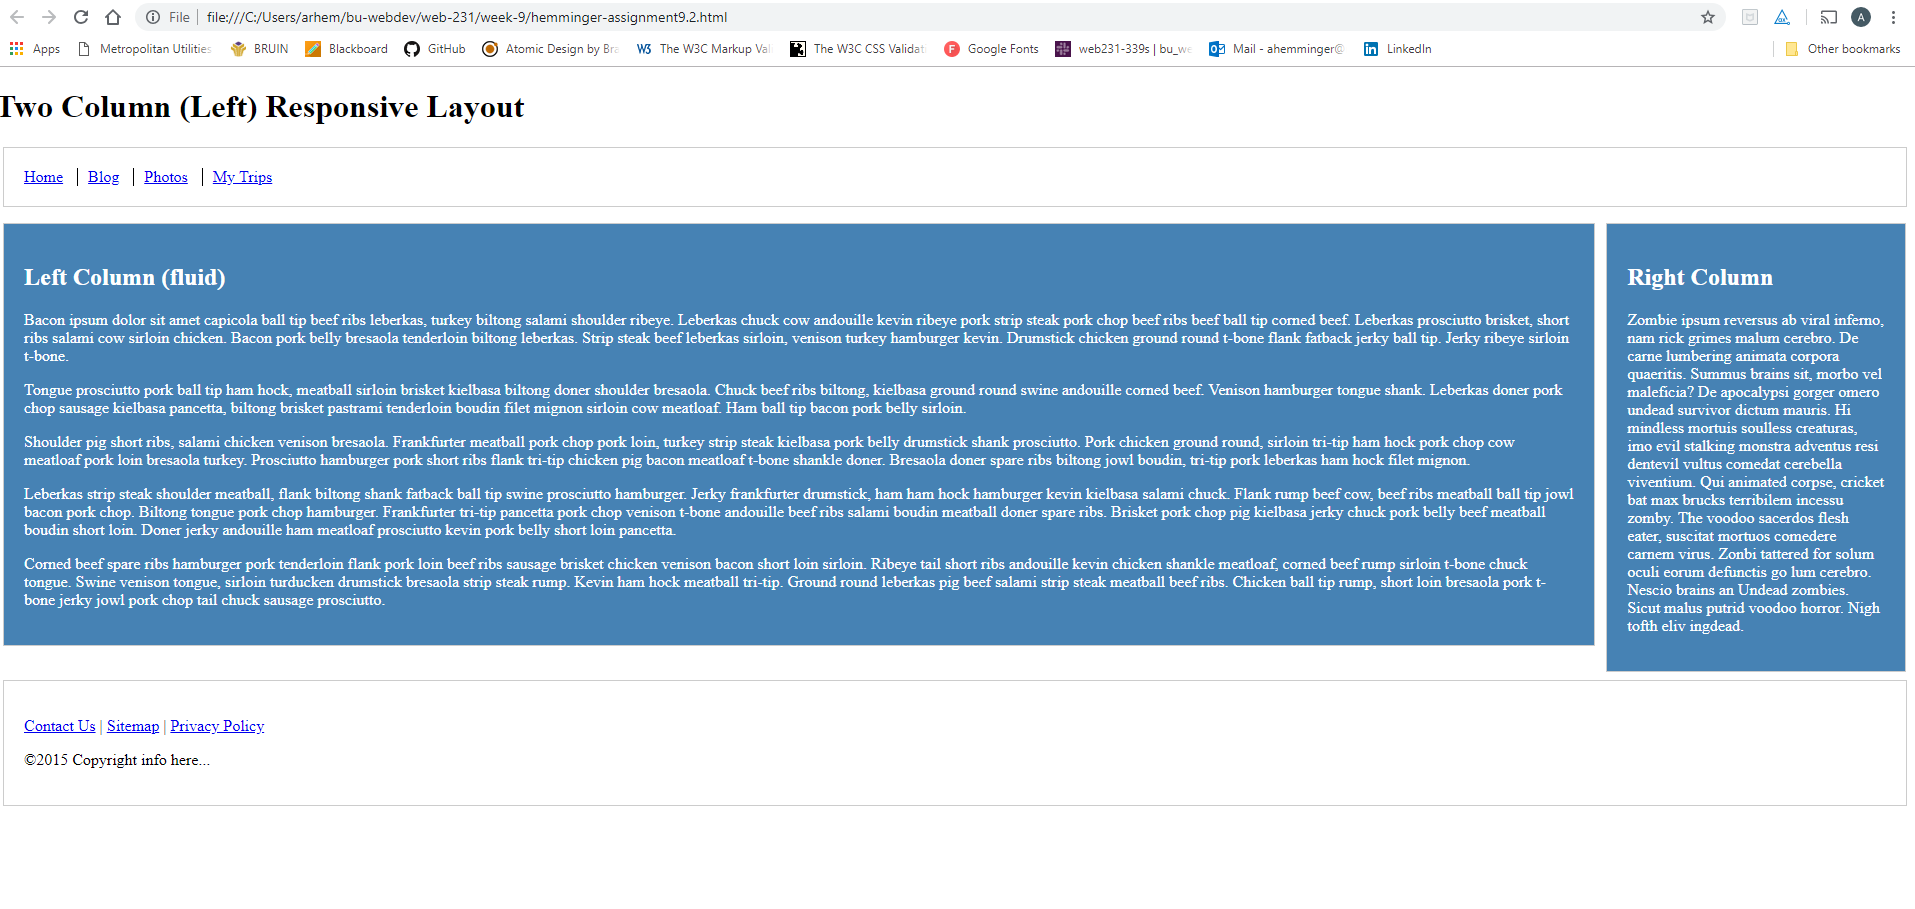 File file:///C:/Users/arhem/bu-webdev/web-231/week-9/hemminger-assignment9.2.html A
Apps Metropolitan Utilities BRUIN Blackboard GitHub Atomic Design by Bra W3 The W3C Markup Val The W3C CSS Validat Google Fonts web231-339s | bu_we Mail - ahemminger@ LinkedIn Other bookmarks
Two Column (Left) Responsive Layout
Home Blog Photos My Trips
Left Column (fluid)
Bacon ipsum dolor sit amet capicola ball tip beef ribs leberkas, turkey biltong salami shoulder ribeye. Leberkas chuck cow andouille kevin ribeye pork strip steak pork chop beef ribs beef ball tip corned beef. Leberkas prosciutto brisket, short
ribs salami cow sirloin chicken. Bacon pork belly bresaola tenderloin biltong leberkas. Strip steak beef leberkas sirloin, venison turkey hamburger kevin. Drumstick chicken ground round t-bone flank fatback jerky ball tip. Jerky ribeye sirloin
t-bone.
Tongue prosciutto pork ball tip ham hock, meatball sirloin brisket kielbasa biltong doner shoulder bresaola. Chuck beef ribs biltong, kielbasa ground round swine andouille corned beef. Venison hamburger tongue shank. Leberkas doner pork
chop sausage kielbasa pancetta, biltong brisket pastrami tenderloin boudin filet mignon sirloin cow meatloaf. Ham ball tip bacon pork belly sirloin.
Shoulder pig short ribs, salami chicken venison bresaola. Frankfurter meatball pork chop pork loin, turkey strip steak kielbasa pork belly drumstick shank prosciutto. Pork chicken ground round, sirloin tri-tip ham hock pork chop cow
meatloaf pork loin bresaola turkey. Prosciutto hamburger pork short ribs flank tri-tip chicken pig bacon meatloaf t-bone shankle doner. Bresaola doner spare ribs biltong jowl boudin, tri-tip pork leberkas ham hock filet mignon.
Leberkas strip steak shoulder meatball, flank biltong shank fatback ball tip swine prosciutto hamburger. Jerky frankfurter drumstick, ham ham hock hamburger kevin kielbasa salami chuck. Flank rump beef cow, beef ribs meatball ball tip jowl
bacon pork chop. Biltong tongue pork chop hamburger. Frankfurter tri-tip pancetta pork chop venison t-bone andouille beef ribs salami boudin meatball doner spare ribs. Brisket pork chop pig kielbasa jerky chuck pork belly beef meatball
boudin short loin. Doner jerky andouille ham meatloaf prosciutto kevin pork belly short loin pancetta.
Corned beef spare ribs hamburger pork tenderloin flank pork loin beef ribs sausage brisket chicken venison bacon short loin sirloin. Ribeye tail short ribs andouille kevin chicken shankle meatloaf, corned beef rump sirloin t-bone chuck
tongue. Swine venison tongue, sirloin turducken drumstick bresaola strip steak rump. Kevin ham hock meatball tri-tip. Ground round leberkas pig beef salami strip steak meatball beef ribs. Chicken ball tip rump, short loin bresaola pork t-
bone jerky jowl pork chop tail chuck sausage prosciutto.
Right Column
Zombie ipsum reversus ab viral inferno,
nam rick grimes malum cerebro. De
carne lumbering animata corpora
quaeritis. Summus brains sit, morbo vel
maleficia? De apocalypsi gorger omero
undead survivor dictum mauris. Hi
mindless mortuis soulless creaturas,
imo evil stalking monstra adventus resi
dentevil vultus comedat cerebella
viventium. Qui animated corpse, cricket
bat max brucks terribilem incessu
zomby. The voodoo sacerdos flesh
eater, suscitat mortuos comedere
carnem virus. Zonbi tattered for solum
oculi eorum defunctis go lum cerebro.
Nescio brains an Undead zombies.
Sicut malus putrid voodoo horror. Nigh
tofth eliv ingdead.
Contact Us | Sitemap | Privacy Policy
©2015 Copyright info here...